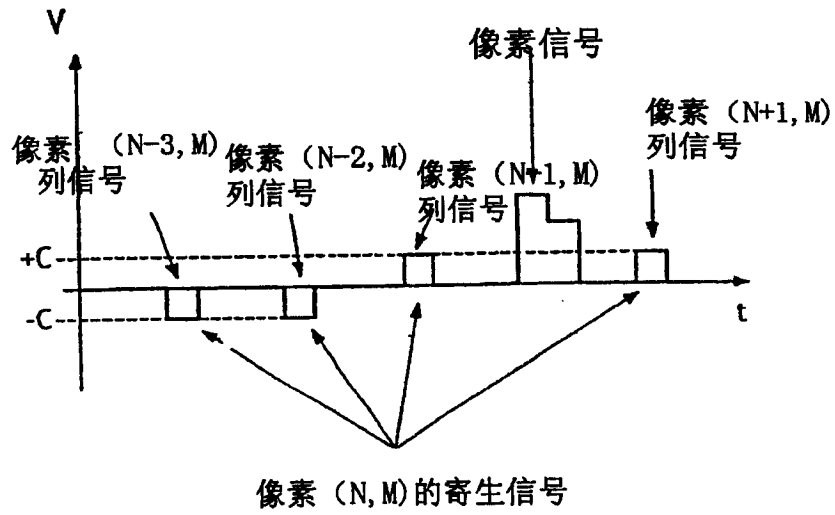 V
像素信号
像素 (N+1,M)
列信号
像素 (N-3,M)
列信号
像素 (N-2,M)
列信号
像素 (N+1,M)
列信号
+C
-C
t
像素 (N,M)的寄生信号